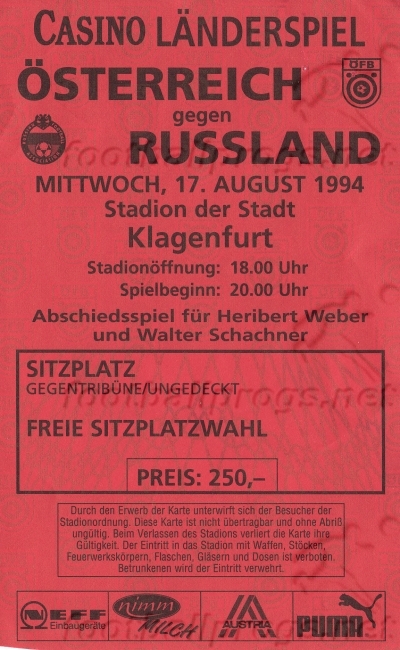 CASINO LÄNDERSPIEL
ÖSTERREICH
ÖFB
gegen
RUSSLAND
MITTWOCH, 17. AUGUST 1994
Stadion der Stadt
Klagenfurt
Stadionöffnung: 18.00 Uhr
Spielbeginn: 20.00 Uhr
Abschiedsspiel für Heribert Weber
und Walter Schachner
SITZPLATZ
GEGENTRIBÜNE/UNGEDECKT
footballprogs.net
FREIE SITZPLATZWAHL
PREIS: 250,–
Durch den Erwerb der Karte unterwirft sich der Besucher der
Stadionordnung. Diese Karte ist nicht übertragbar und ohne Abriß
ungültig. Beim Verlassen des Stadions verliert die Karte ihre
Gültigkeit. Der Eintritt in das Stadion mit Waffen, Stöcken,
Feuerwerkskörpern, Flaschen, Gläsern und Dosen ist verboten.
Betrunkenen wird der Eintritt verwehrt.
NEFF
Einbaugeräte
nimm
MILCH
AUSTRIA
PUMA